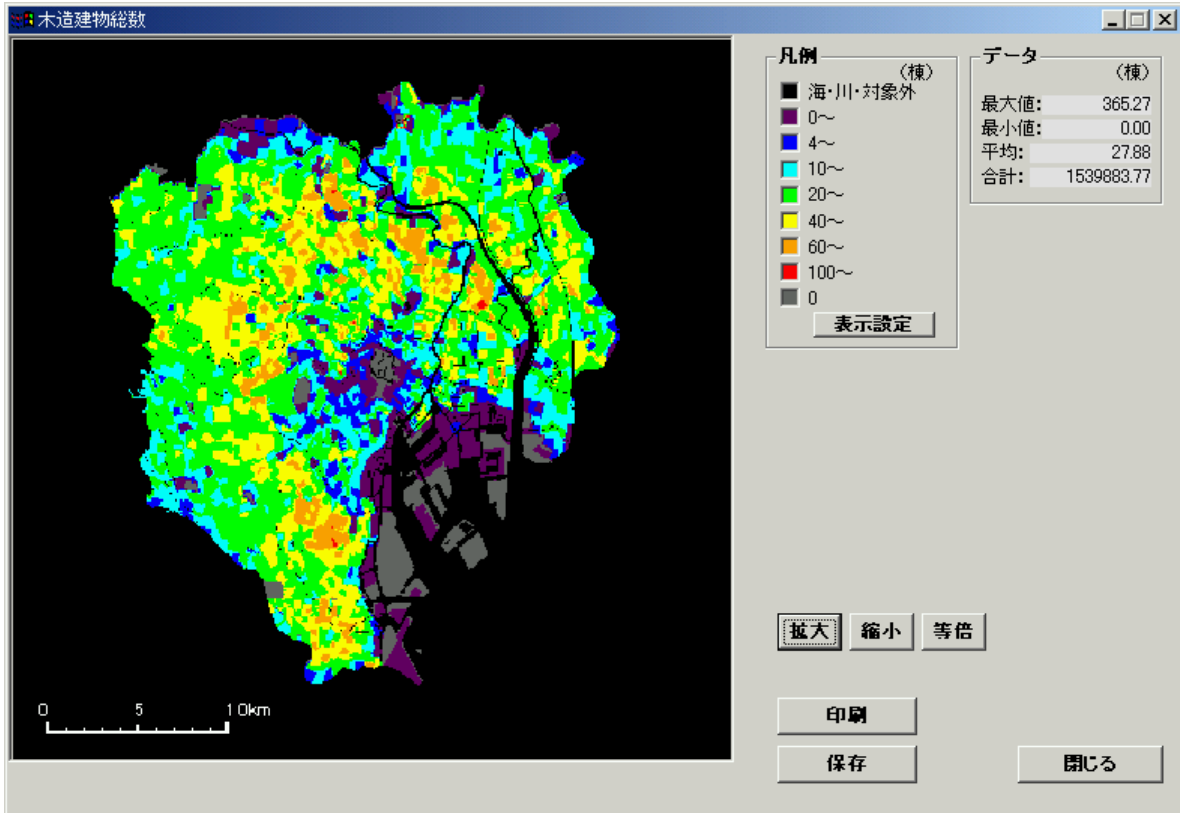 木造建物総数
凡例
(棟)
海・川・対象外
0～
4～
10～
20～
40～
60～
100～
0
表示設定
データ
(棟)
最大値: 365.27
最小値: 0.00
平均: 27.88
合計: 1539883.77
0 5 10km
拡大 縮小 等倍
印刷
保存 閉じる